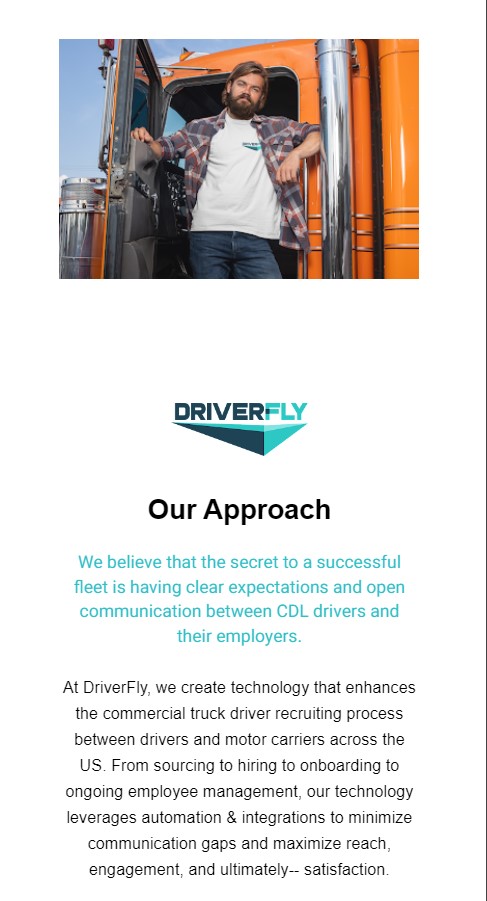 DRIVERFLY
DRIVERFLY
Our Approach
We believe that the secret to a successful
fleet is having clear expectations and open
communication between CDL drivers and
their employers.
At DriverFly, we create technology that enhances
the commercial truck driver recruiting process
between drivers and motor carriers across the
US. From sourcing to hiring to onboarding to
ongoing employee management, our technology
leverages automation & integrations to minimize
communication gaps and maximize reach,
engagement, and ultimately-- satisfaction.